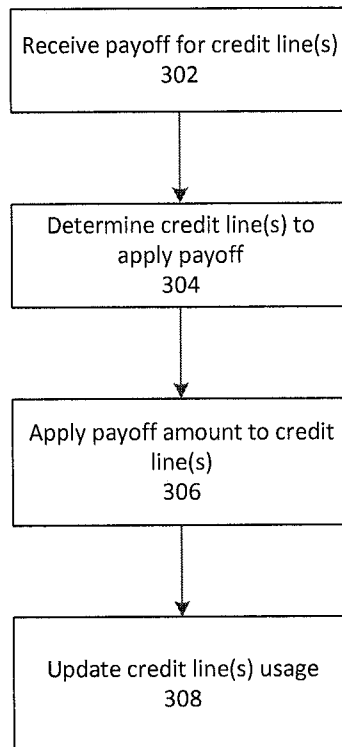 Receive payoff for credit line(s)
302
Determine credit line(s) to
apply payoff
304
Apply payoff amount to credit
line(s)
306
Update credit line(s) usage
308